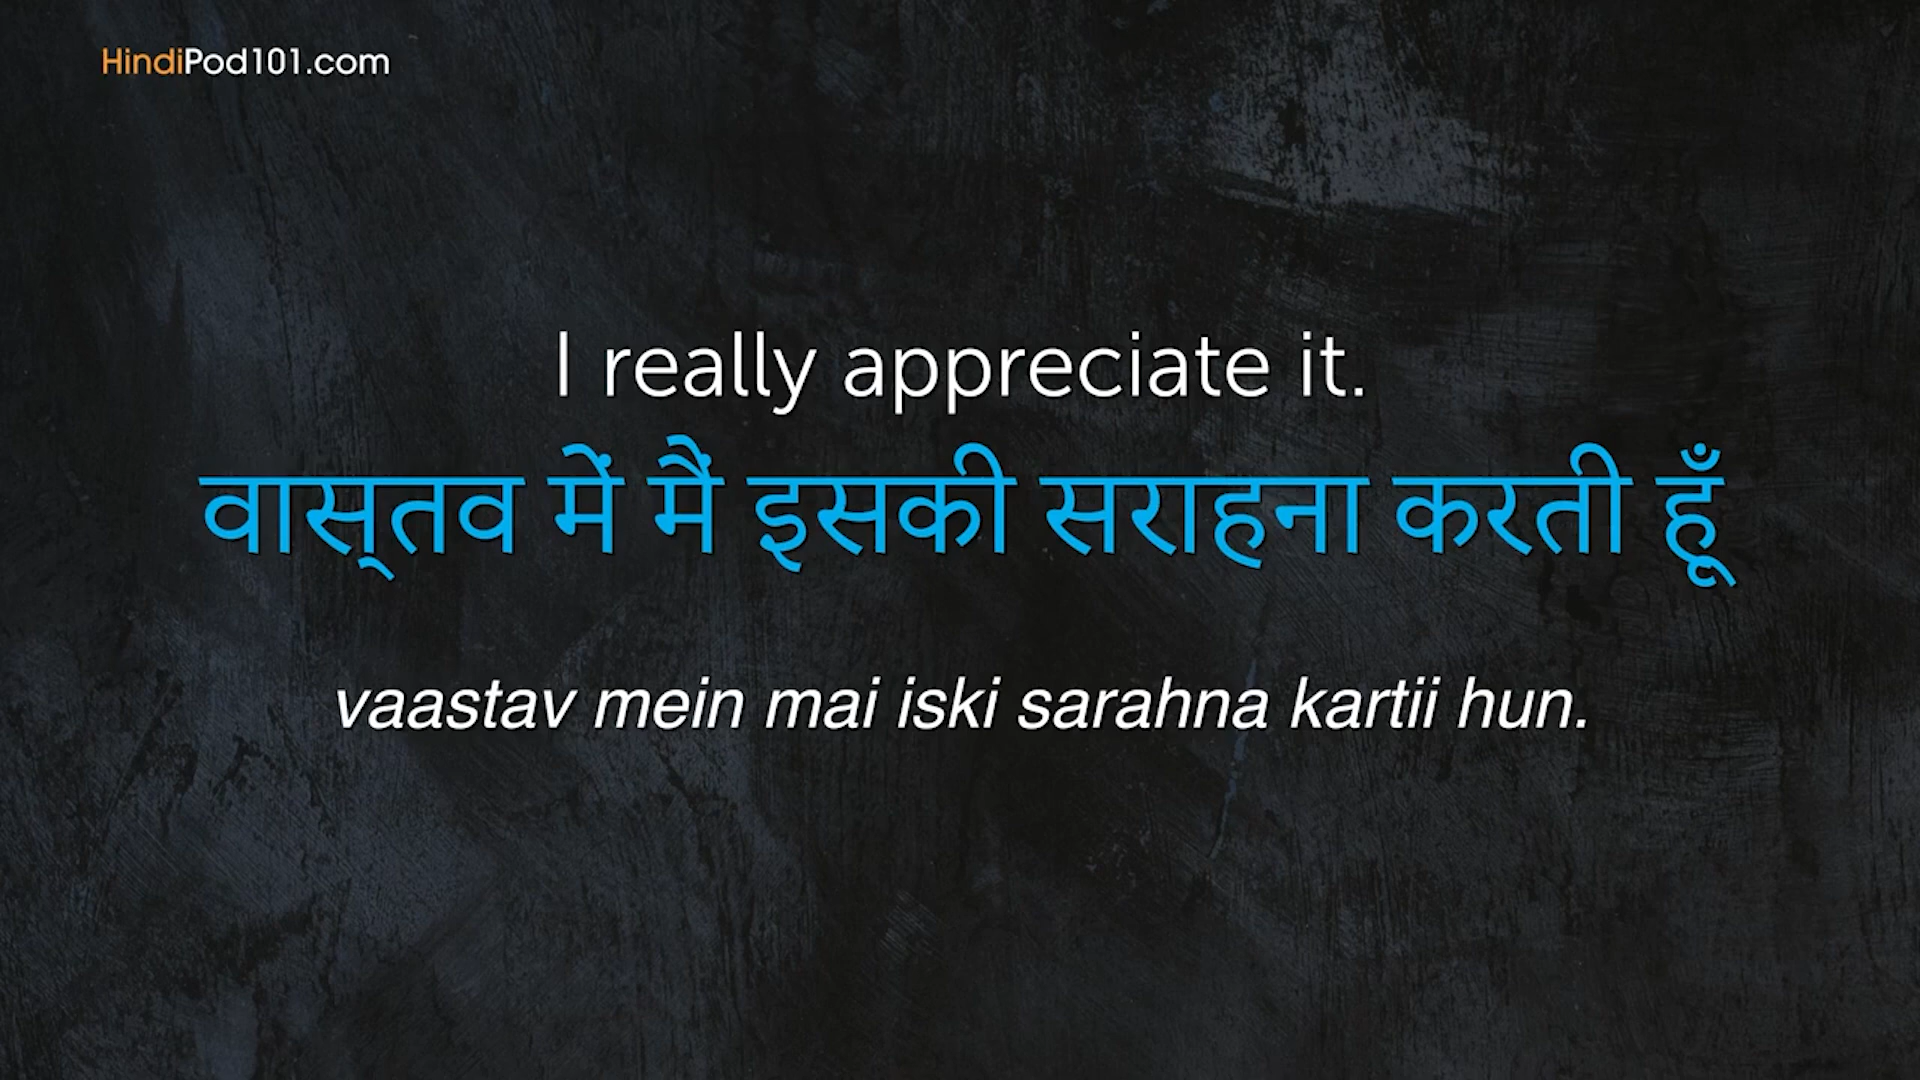 HindiPod101.com
I really appreciate it.
वास्‌तव में मैं इसकी सराहना करती हूँ
vaastav mein mai iski sarahna kartii hun.